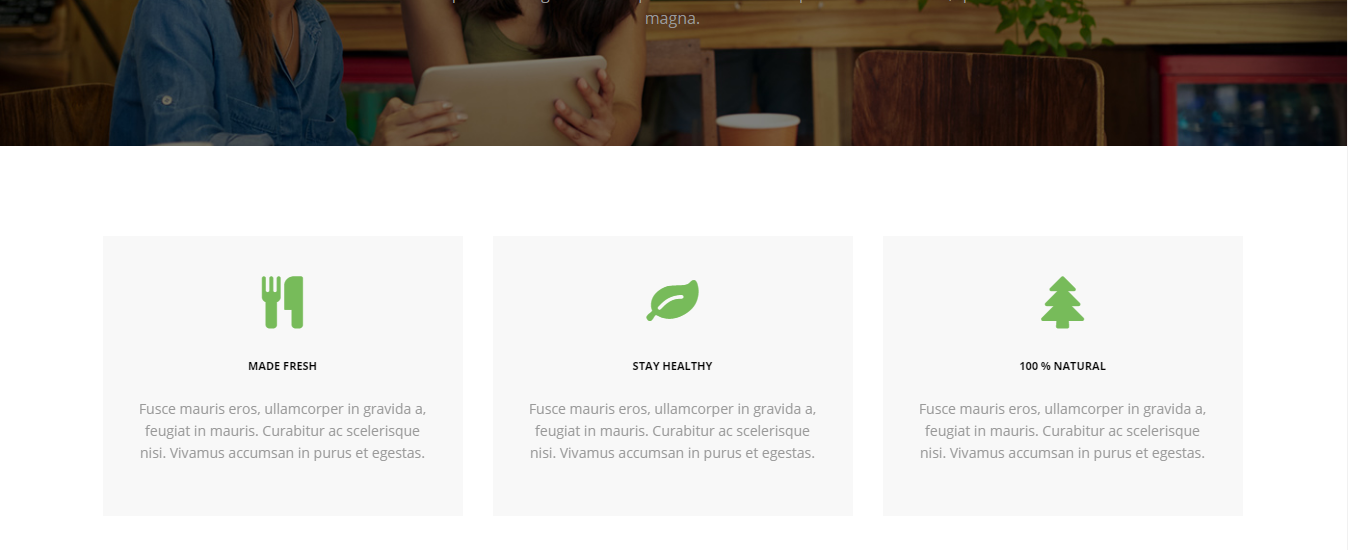 magna.
MADE FRESH
Fusce mauris eros, ullamcorper in gravida a,
feugiat in mauris. Curabitur ac scelerisque
nisi. Vivamus accumsan in purus et egestas.
STAY HEALTHY
Fusce mauris eros, ullamcorper in gravida a,
feugiat in mauris. Curabitur ac scelerisque
nisi. Vivamus accumsan in purus et egestas.
100 % NATURAL
Fusce mauris eros, ullamcorper in gravida a,
feugiat in mauris. Curabitur ac scelerisque
nisi. Vivamus accumsan in purus et egestas.